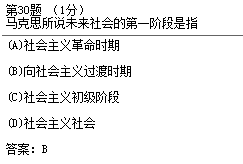 第30题 （1分）
马克思所说未来社会的第一阶段是指
(A)社会主义革命时期
(B)向社会主义过渡时期
(C)社会主义初级阶段
(D)社会主义社会
答案：B